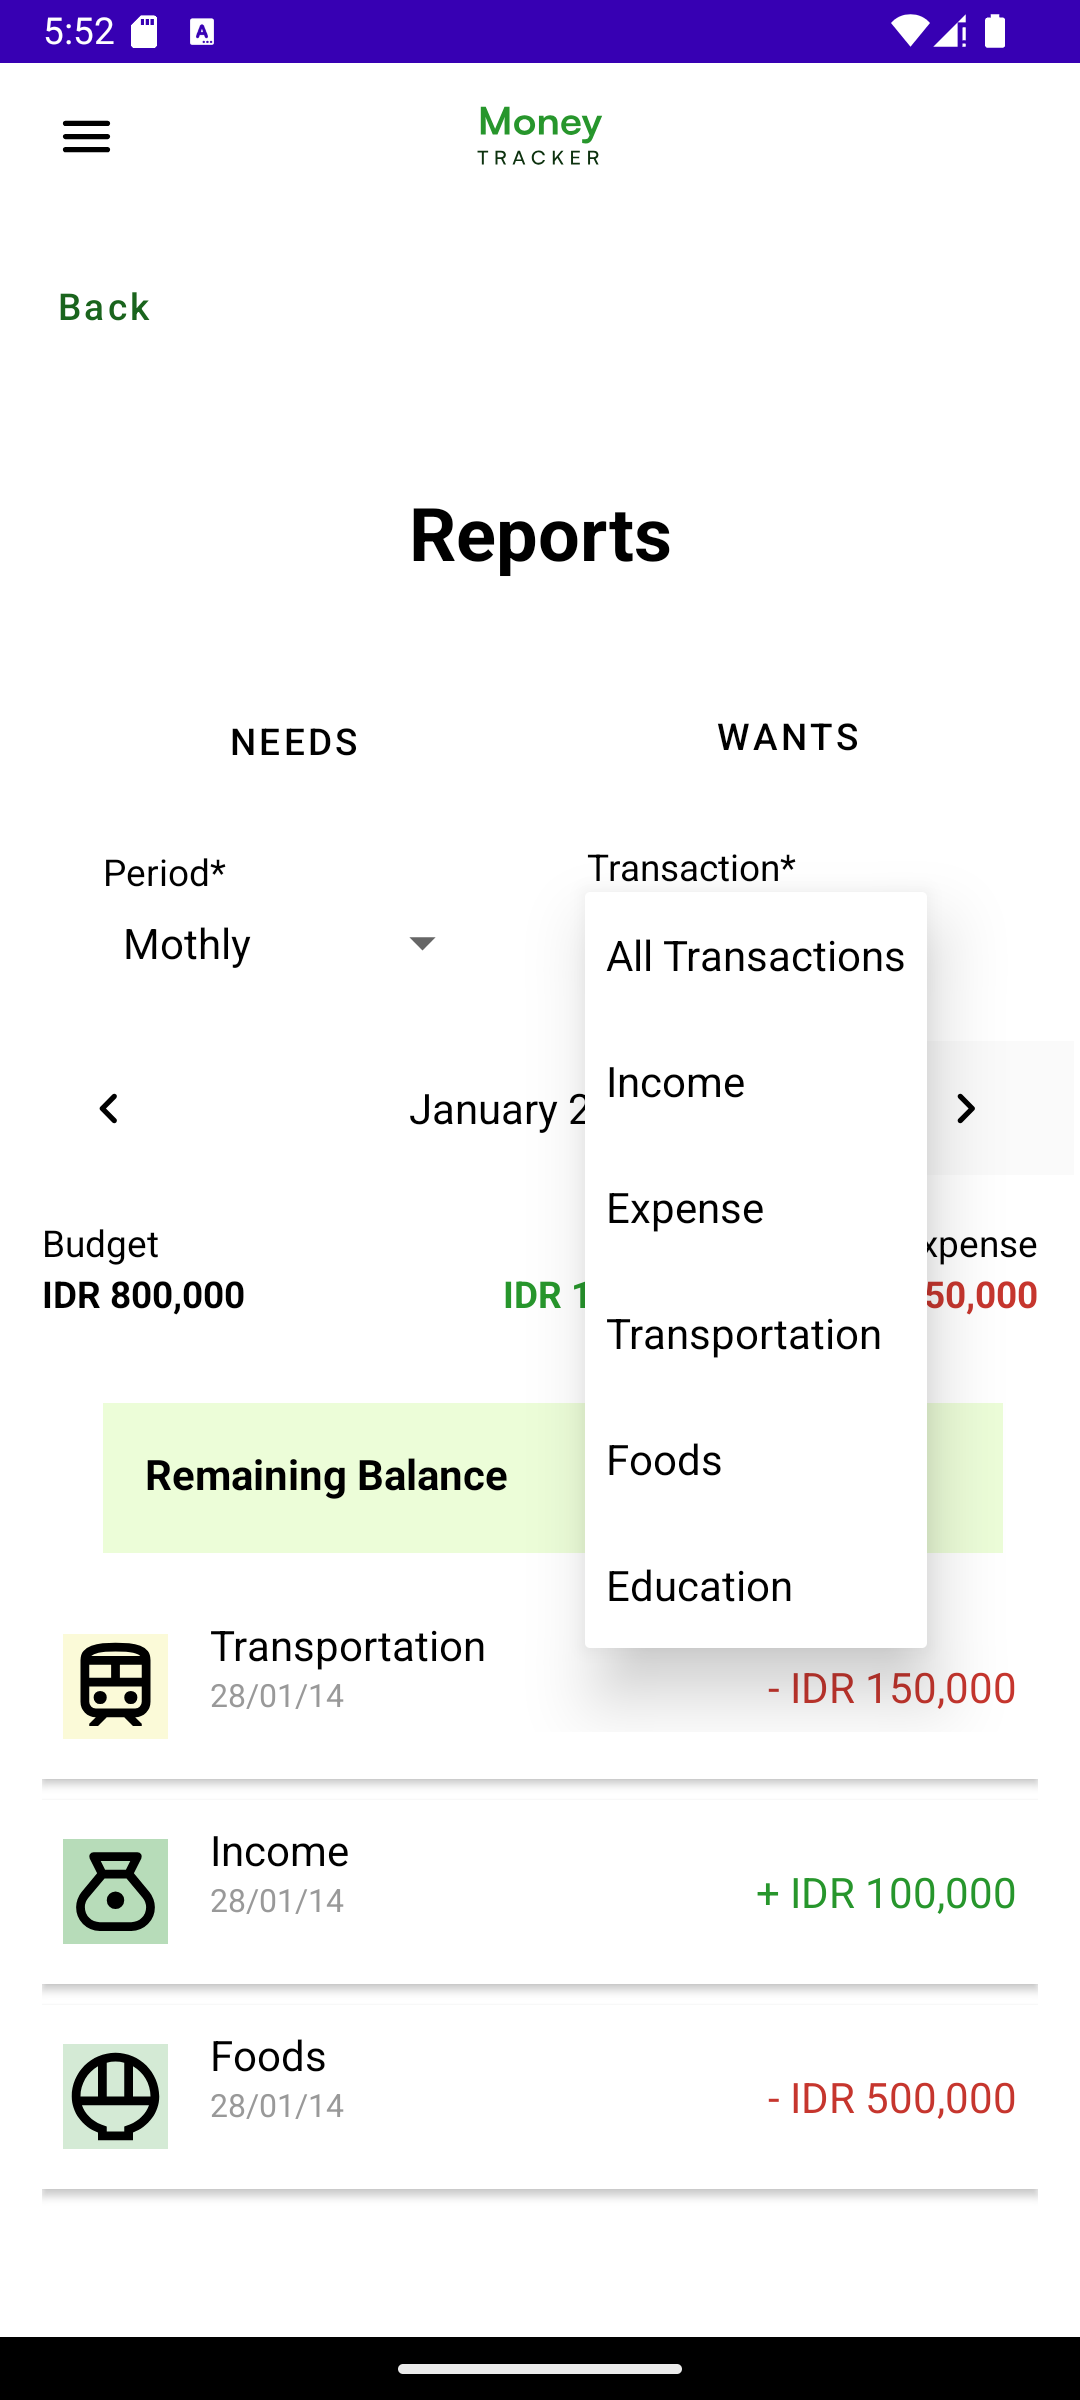 5:52
Money
TRACKER
Back
Reports
NEEDS
WANTS
Period*
Transaction*
Mothly
All Transactions
Income
Expense
Transportation
Foods
Education
January 2
Budget
xpense
IDR 800,000
IDR 1
50,000
Remaining Balance
Transportation
28/01/14
- IDR 150,000
Income
28/01/14
+ IDR 100,000
Foods
28/01/14
- IDR 500,000